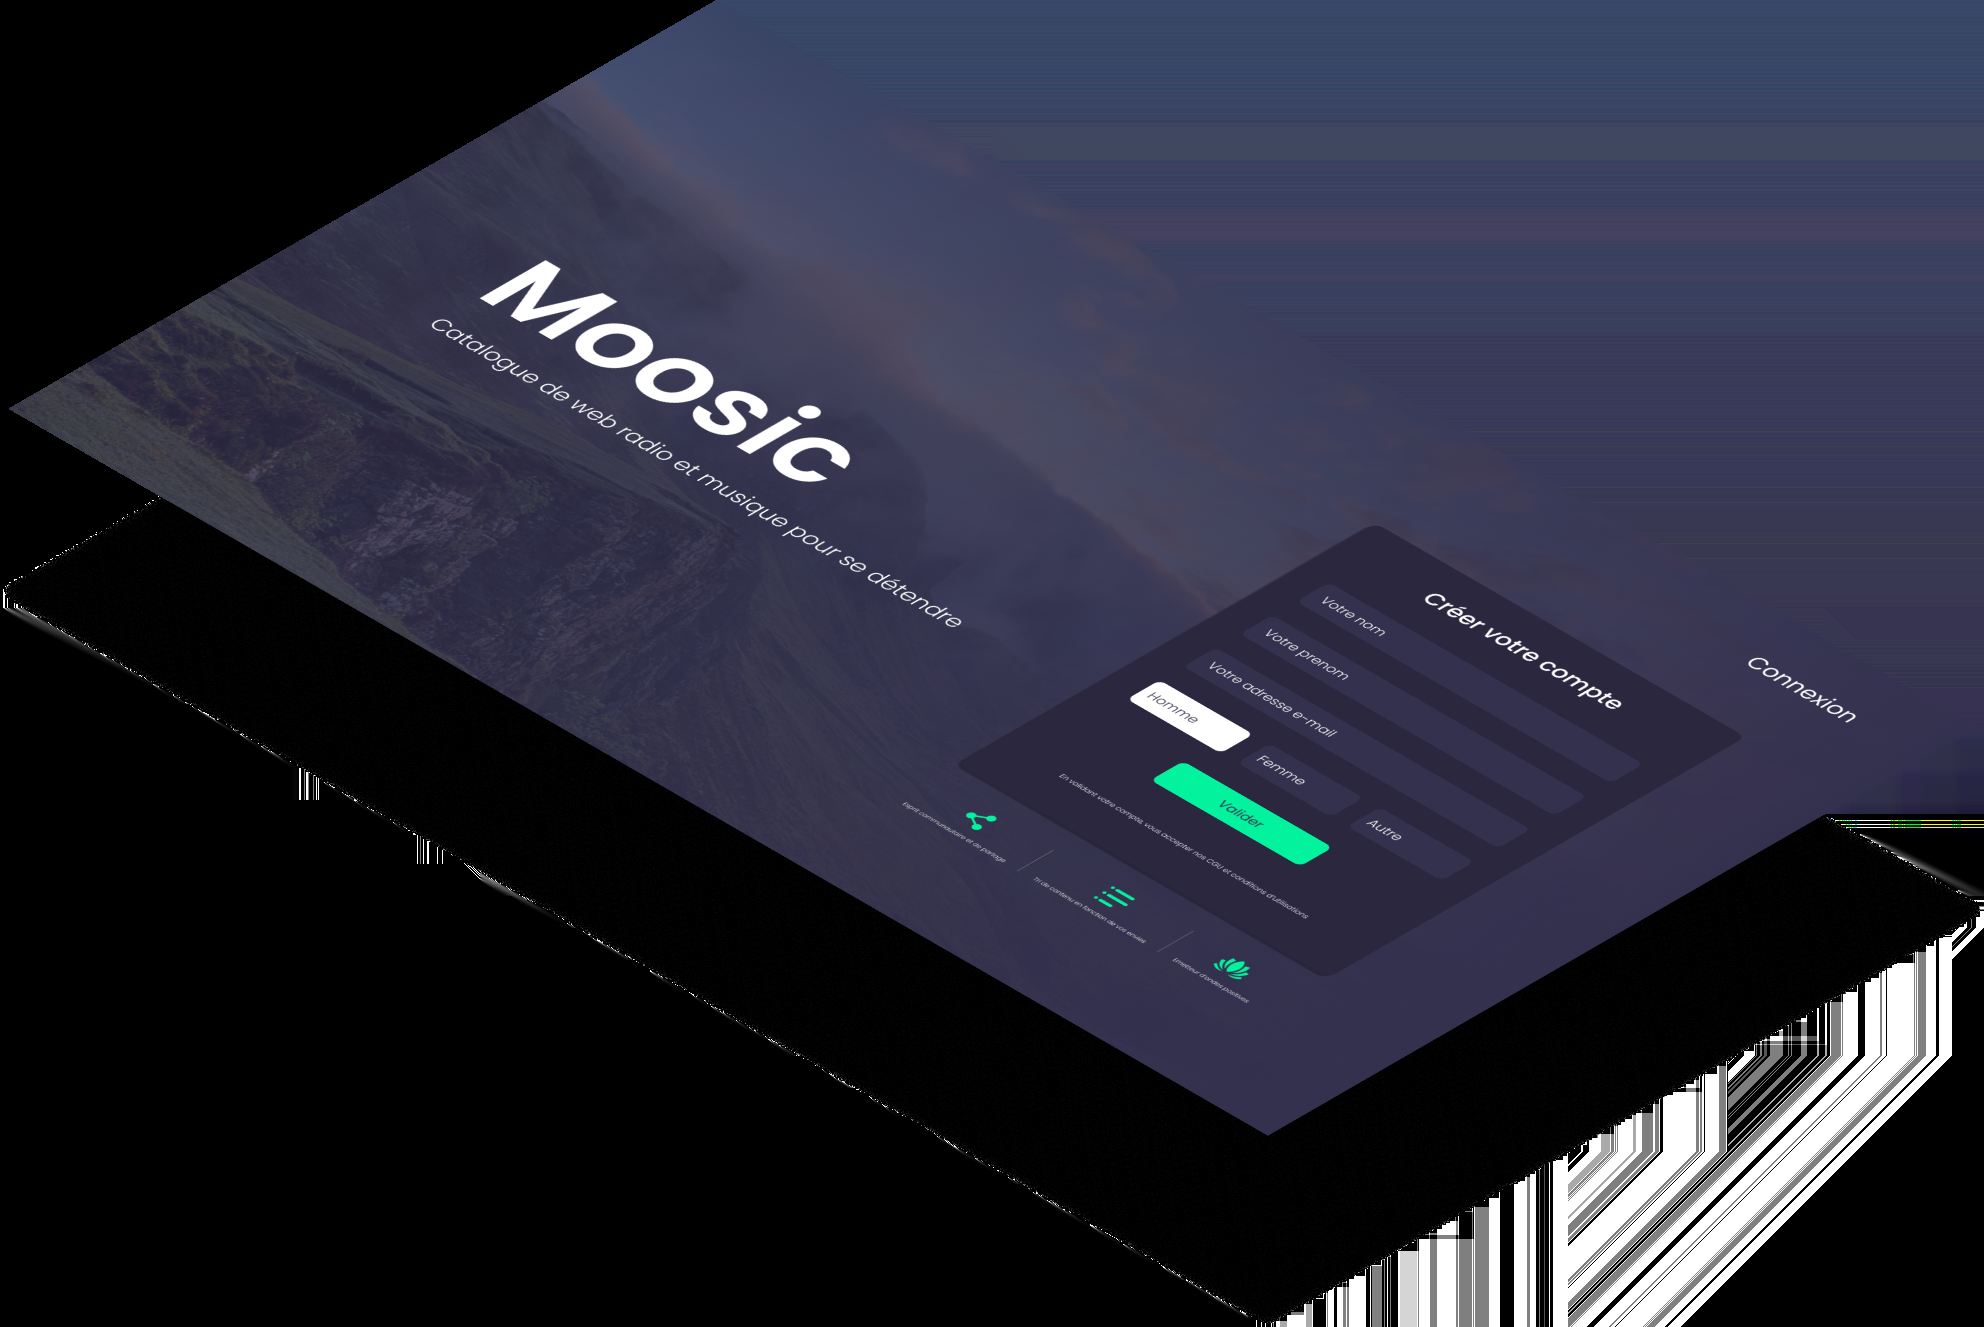 Connexion
Moosic
Catalogue de web radio et musique pour se détendre
Créer votre compte
Votre nom
Votre prenom
Votre adresse e-mail
Homme
Femme
Autre
Valider
En validant votre compte, vous accepter nos CGU et conditions d'utilisations
Esprit communautaire et de partage
Tri de contenu en fonction de vos envies
Emetteur d'ondes positives